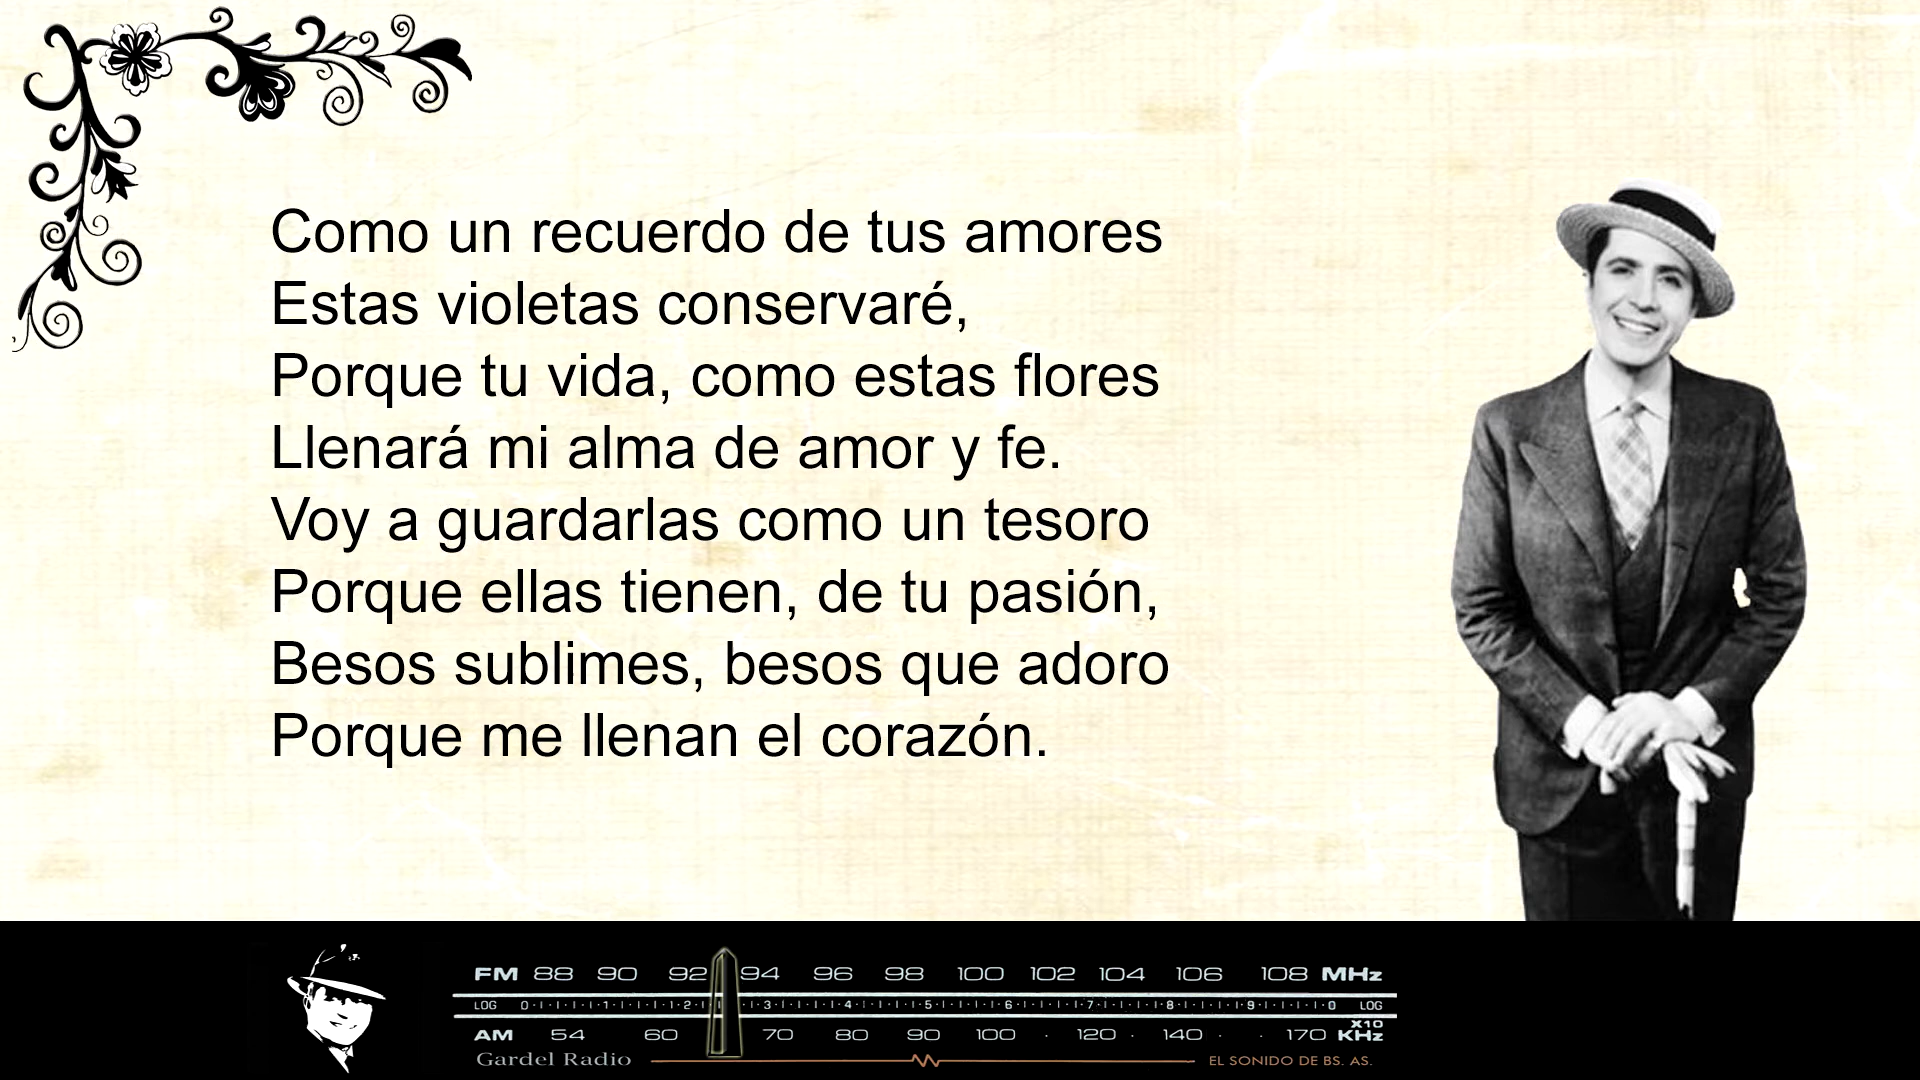 Como un recuerdo de tus amores
Estas violetas conservaré,
Porque tu vida, como estas flores
Llenará mi alma de amor y fe.
Voy a guardarlas como un tesoro
Porque ellas tienen, de tu pasión,
Besos sublimes, besos que adoro
Porque me llenan el corazón.
FM 88 90 92 94 96 98 100 102 104 106 108 MHz
LOG 0 1 2 3 4 5 6 7 8 9 0 LOG
AM 54 60 70 80 90 100 120 140 170 X10 KHz
Gardel Radio EL SONIDO DE BS. AS.